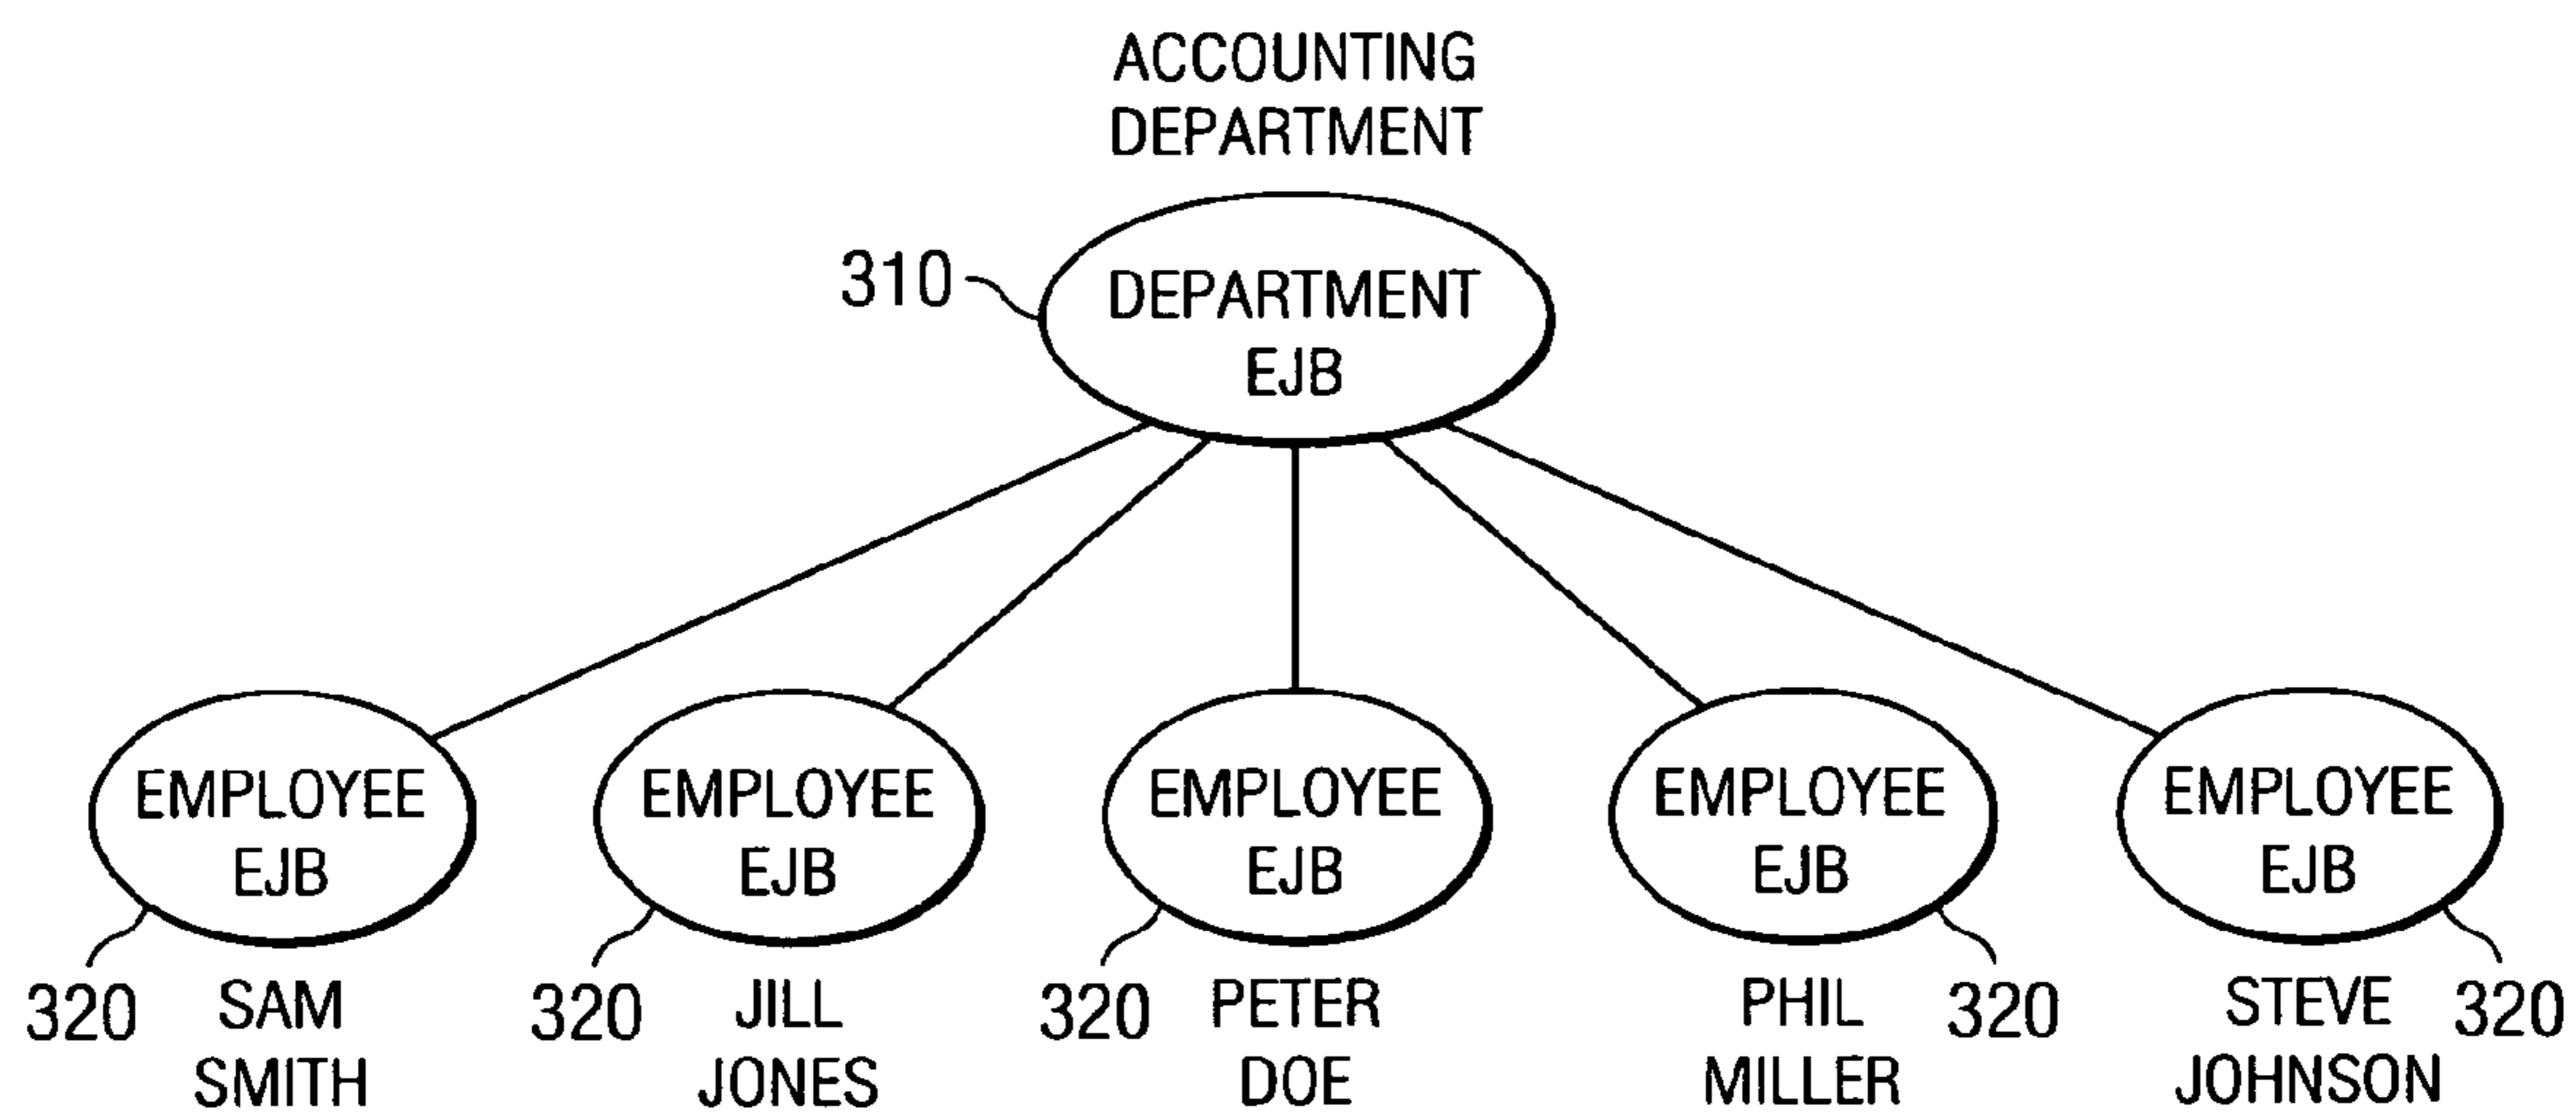 ACCOUNTING
DEPARTMENT
310
DEPARTMENT
EJB
EMPLOYEE
EJB
EMPLOYEE
EJB
EMPLOYEE
EJB
EMPLOYEE
EJB
EMPLOYEE
EJB
320
SAM
SMITH
320
JILL
JONES
320
PETER
DOE
PHIL
MILLER
320
STEVE
JOHNSON
320